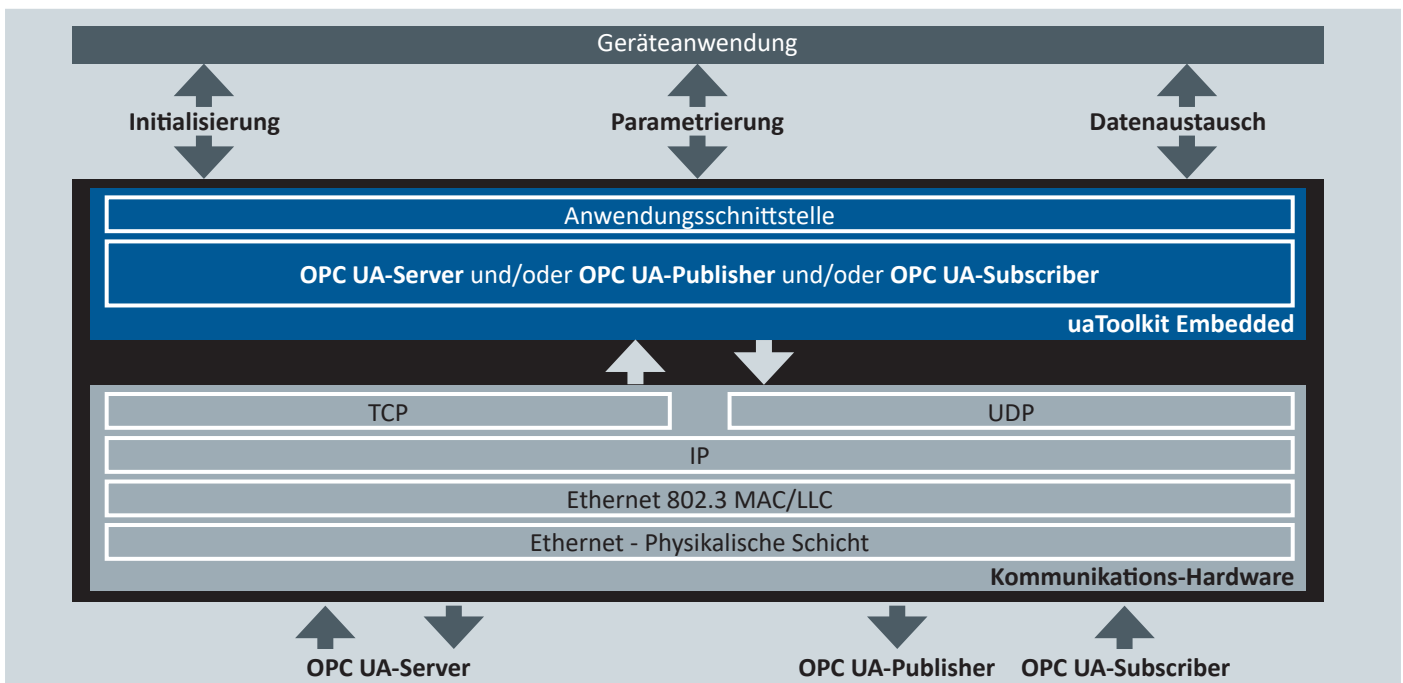 Geräteanwendung
Initialisierung
Parametrierung
Datenaustausch
Anwendungsschnittstelle
OPC UA-Server und/oder OPC UA-Publisher und/oder OPC UA-Subscriber
uaToolkit Embedded
TCP
UDP
IP
Ethernet 802.3 MAC/LLC
Ethernet - Physikalische Schicht
Kommunikations-Hardware
OPC UA-Server
OPC UA-Publisher
OPC UA-Subscriber